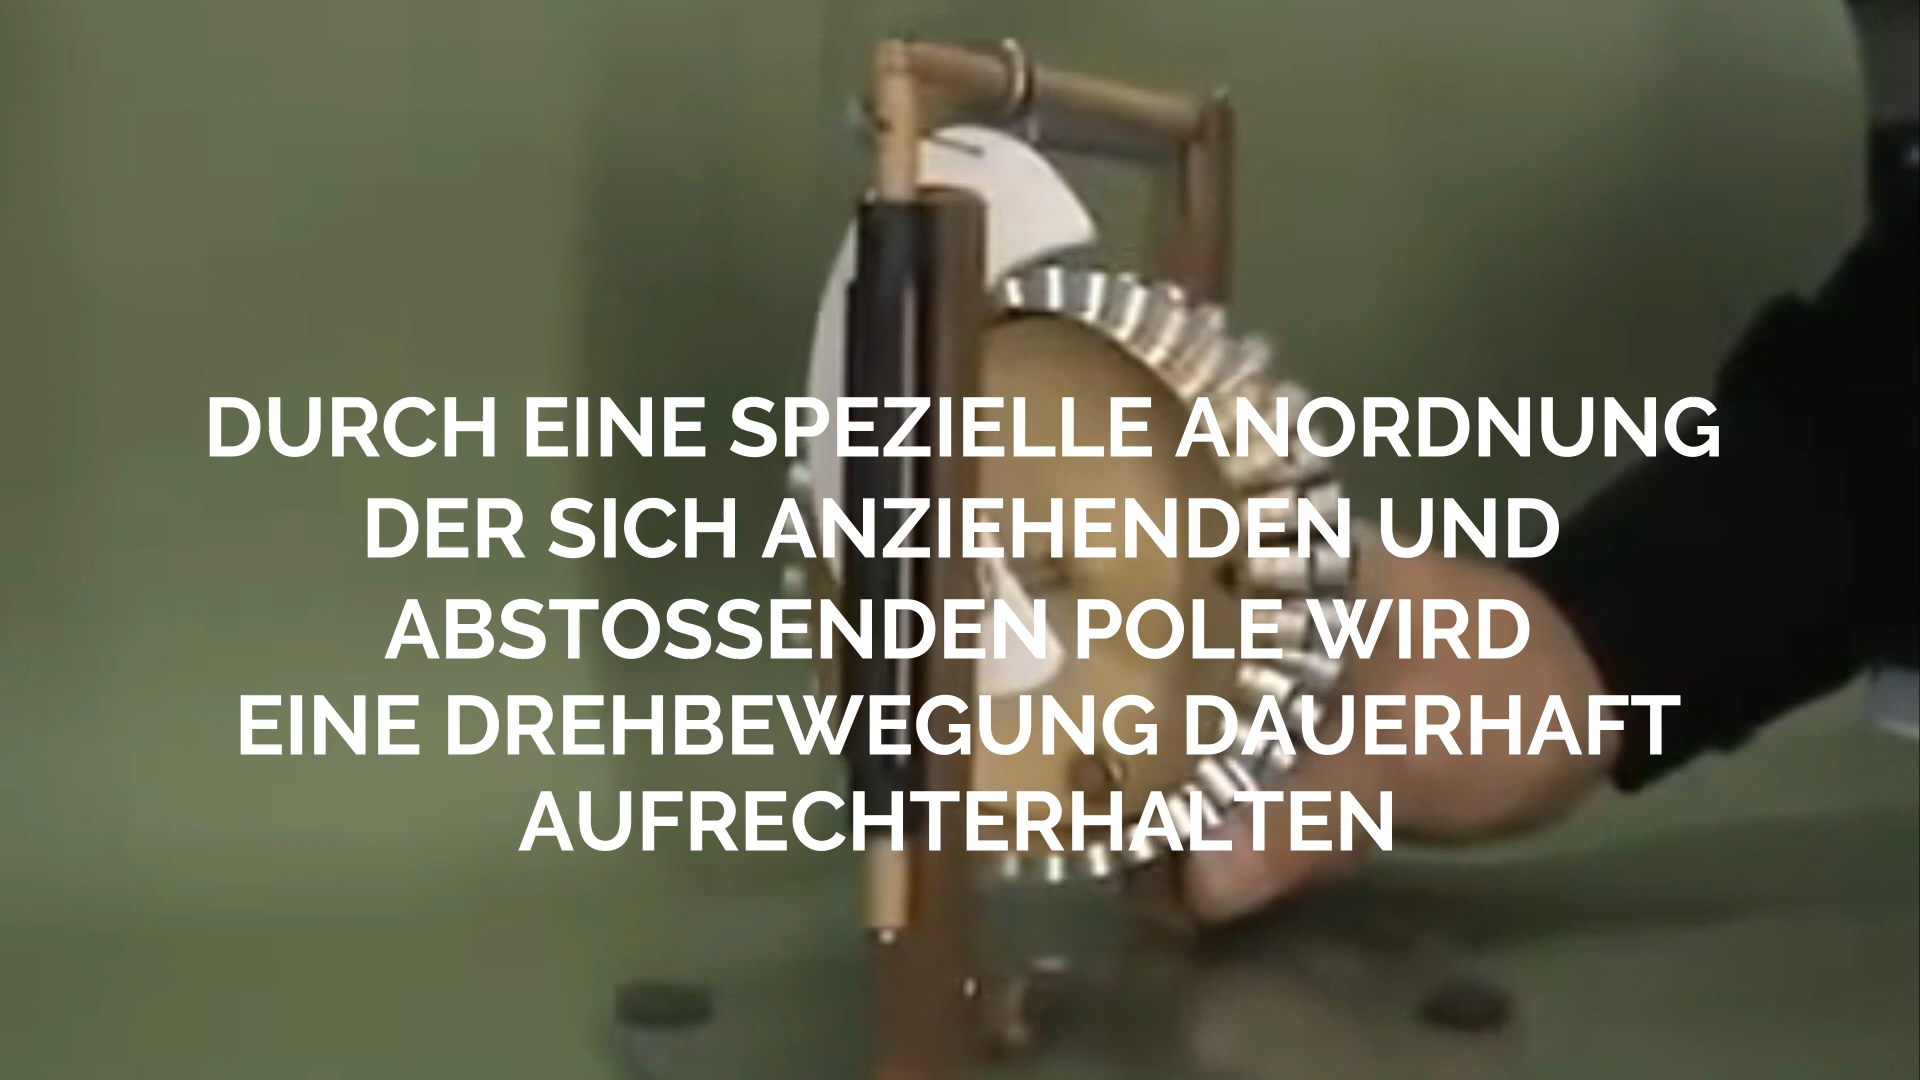 DURCH EINE SPEZIELLE ANORDNUNG
DER SICH ANZIEHENDEN UND
ABSTOSSENDEN POLE WIRD
EINE DREHBEWEGUNG DAUERHAFT
AUFRECHTERHALTEN